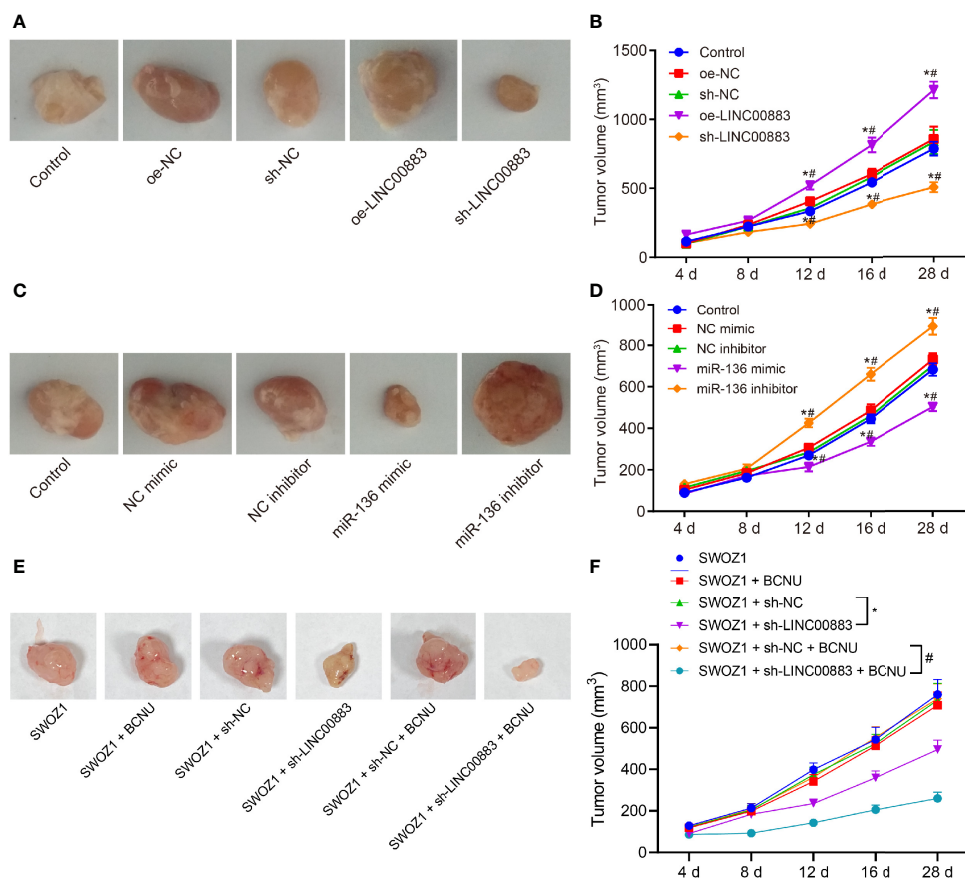 A
Control
oe-NC
sh-NC
oe-LINC00883
sh-LINC00883
B
Tumor volume (mm³)
1500
1000
500
0
Control
oe-NC
sh-NC
oe-LINC00883
sh-LINC00883
*#
*#
*#
*#
*#
*#
4 d 8 d 12 d 16 d 28 d
C
Control
NC mimic
NC inhibitor
miR-136 mimic
miR-136 inhibitor
D
Tumor volume (mm³)
1000
800
600
400
200
0
Control
NC mimic
NC inhibitor
miR-136 mimic
miR-136 inhibitor
*#
*#
*#
*#
*#
*#
4 d 8 d 12 d 16 d 28 d
E
SWOZ1
SWOZ1 + BCNU
SWOZ1 + sh-NC
SWOZ1 + sh-LINC00883
SWOZ1 + sh-NC + BCNU
SWOZ1 + sh-LINC00883 + BCNU
F
SWOZ1
SWOZ1 + BCNU
SWOZ1 + sh-NC
SWOZ1 + sh-LINC00883
*
SWOZ1 + sh-NC + BCNU
SWOZ1 + sh-LINC00883 + BCNU
#
Tumor volume (mm³)
1000
800
600
400
200
0
4 d 8 d 12 d 16 d 28 d